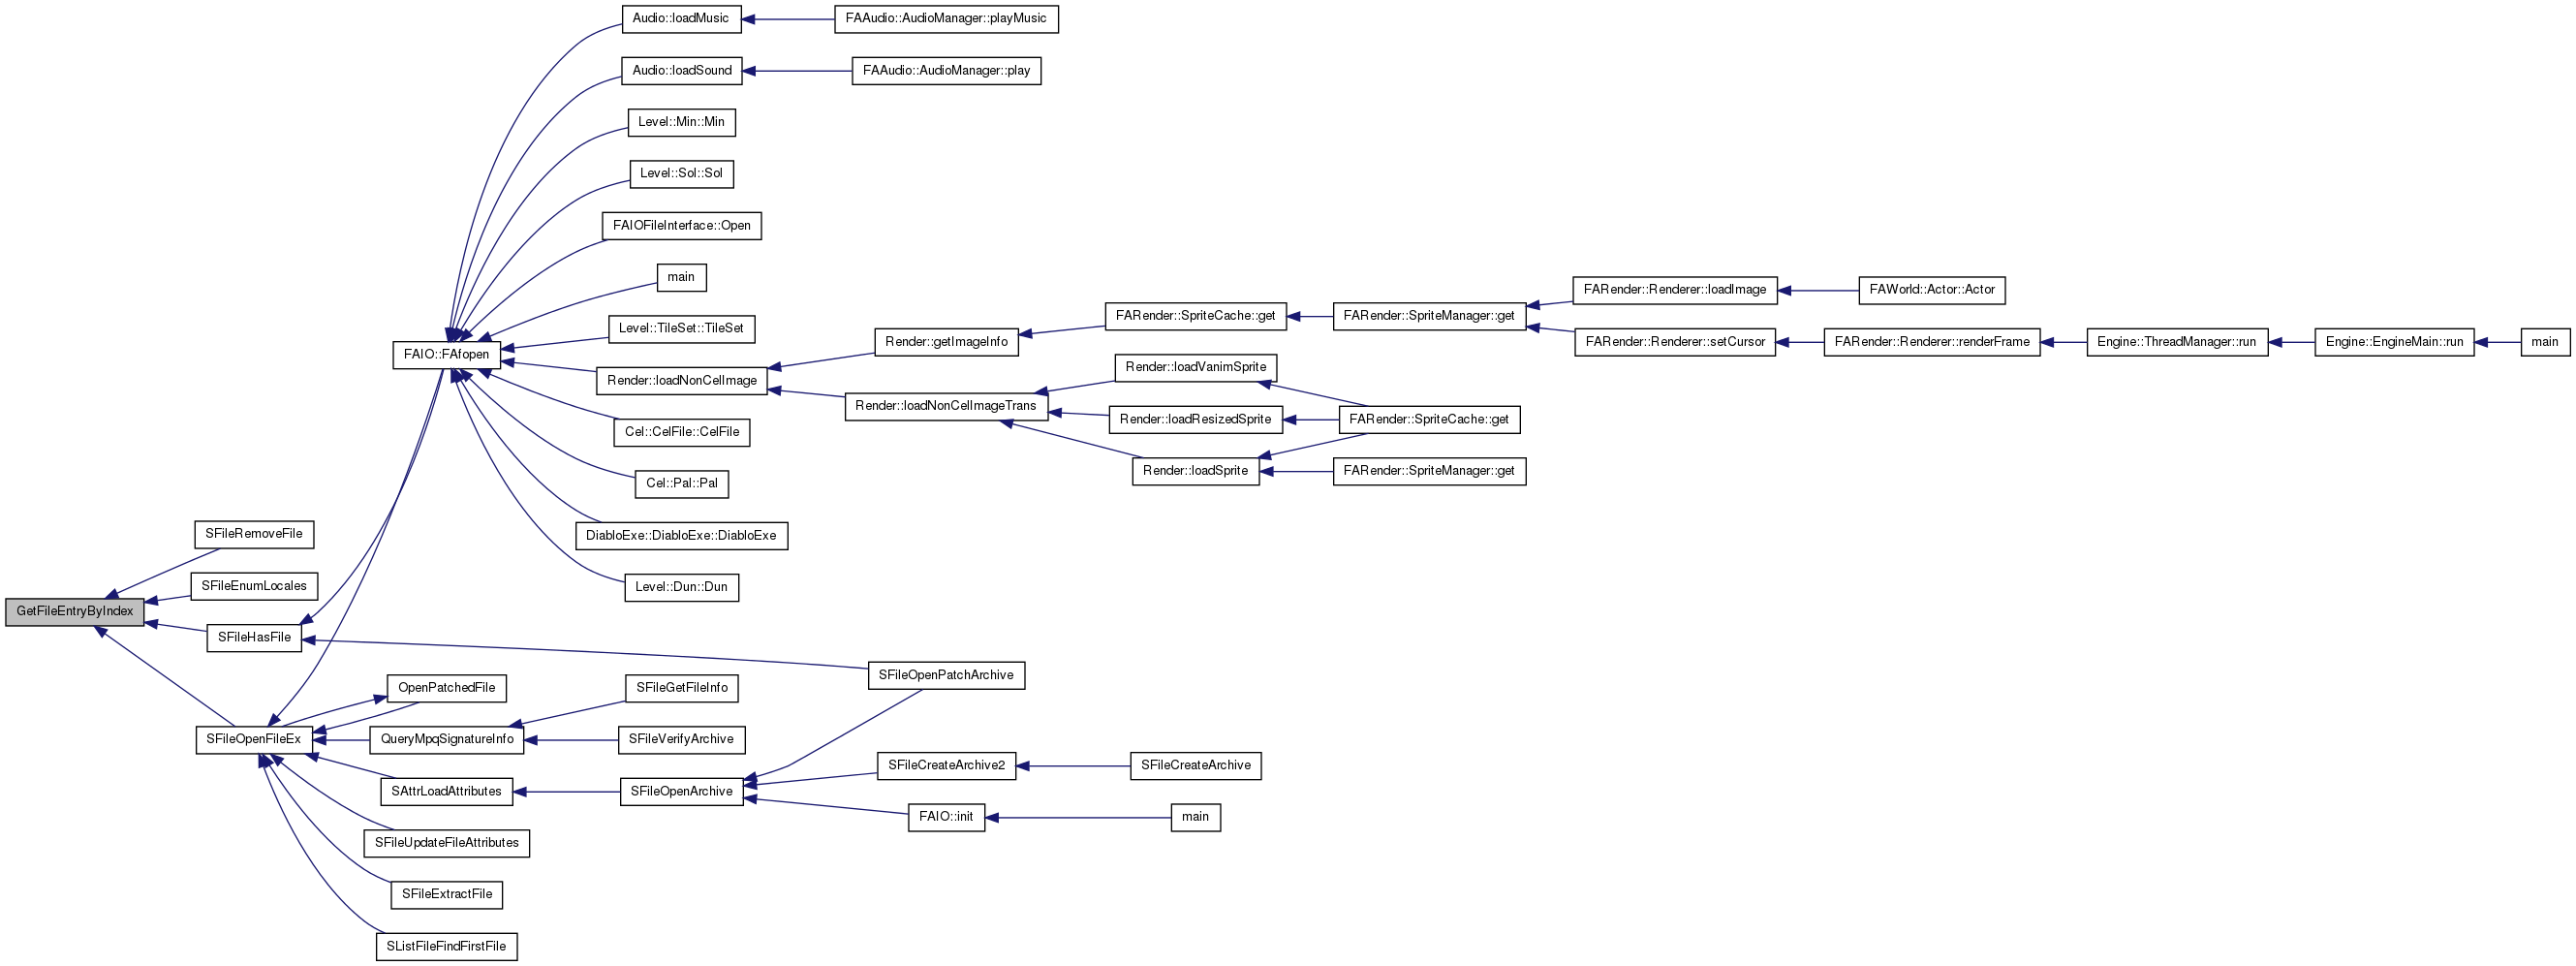 Audio::loadMusic
FAAudio::AudioManager::playMusic
Audio::loadSound
FAAudio::AudioManager::play
Level::Min::Min
Level::Sol::Sol
FAIOFileInterface::Open
main
FARender::Renderer::loadImage
FAWorld::Actor::Actor
FARender::SpriteCache::get
FARender::SpriteManager::get
Level::TileSet::TileSet
Render::getImageInfo
FARender::Renderer::setCursor
FARender::Renderer::renderFrame
Engine::ThreadManager::run
Engine::EngineMain::run
main
FAIO::FAfopen
Render::loadVanimSprite
Render::loadNonCelImage
Render::loadNonCelImageTrans
Render::loadResizedSprite
FARender::SpriteCache::get
Cel::CelFile::CelFile
Render::loadSprite
FARender::SpriteManager::get
Cel::Pal::Pal
SFileRemoveFile
DiabloExe::DiabloExe::DiabloExe
SFileEnumLocales
Level::Dun::Dun
GetFileEntryByIndex
SFileHasFile
SFileOpenPatchArchive
OpenPatchedFile
SFileGetFileInfo
SFileOpenFileEx
QueryMpqSignatureInfo
SFileVerifyArchive
SFileCreateArchive2
SFileCreateArchive
SAttrLoadAttributes
SFileOpenArchive
FAIO::init
main
SFileUpdateFileAttributes
SFileExtractFile
SListFileFindFirstFile